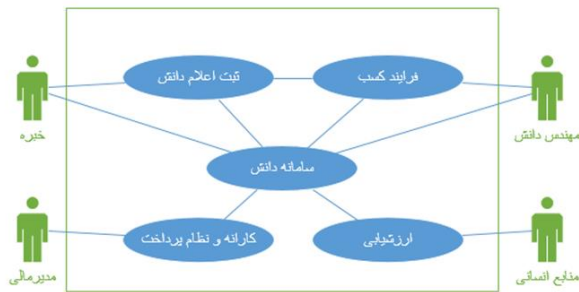 فرایند کسب
ثبت اعلام دانش
مهندس دانش
خبره
سامانه دانش
ارزشیابی
کارانه و نظام پرداخت
منابع انسانی
مدیرمالی